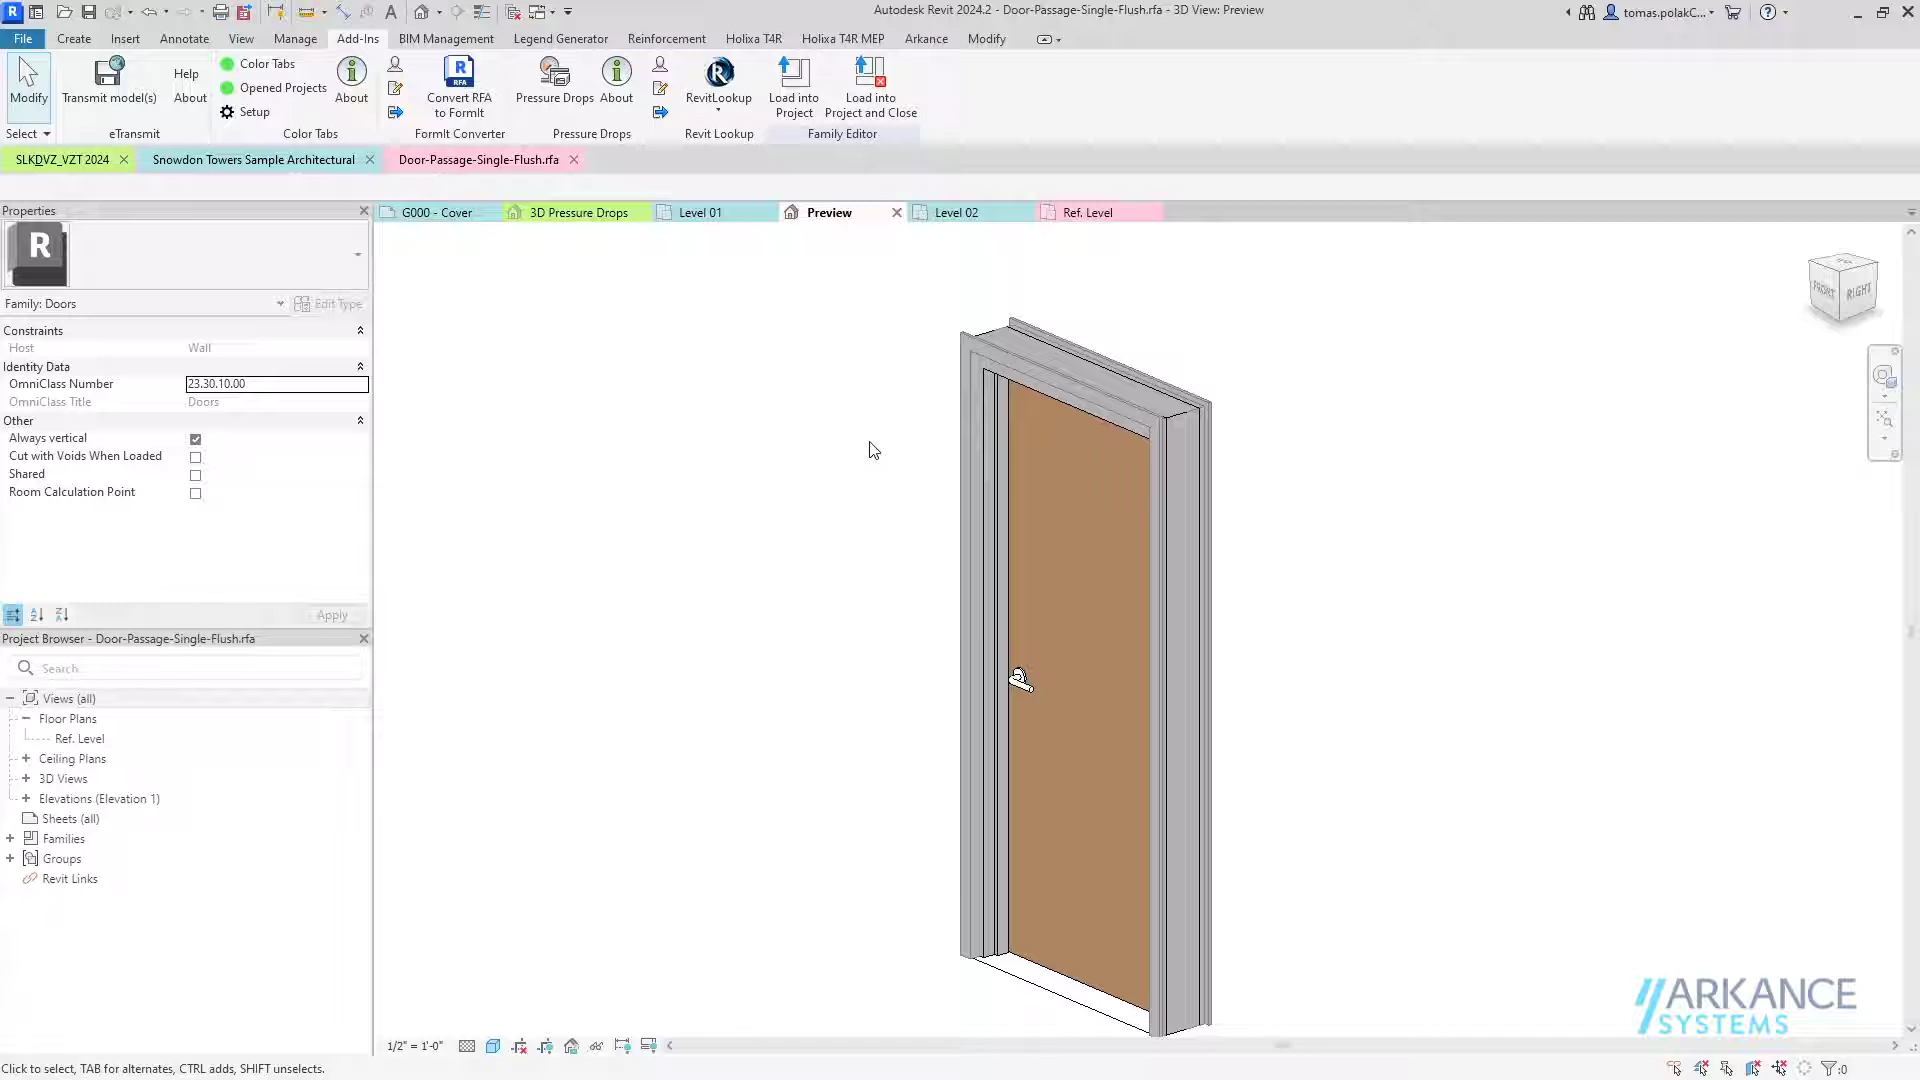 Autodesk Revit 2024.2 - Door-Passage-Single-Flush.rfa - 3D View: Preview
tomas.polakC...
File Create Insert Annotate View Manage Add-Ins BIM Management Legend Generator Reinforcement Holixa T4R Holixa T4R MEP Arkance Modify
Modify
Transmit model(s)
Help
About
Color Tabs
Opened Projects
Setup
About
Convert RFA
to FormIt
Pressure Drops
About
RevitLookup
Load into
Project
Load into
Project and Close
Select
eTransmit
Color Tabs
FormIt Converter
Pressure Drops
Revit Lookup
Family Editor
SLKDVZ_VZT 2024
Snowdon Towers Sample Architectural
Door-Passage-Single-Flush.rfa
Properties
G000 - Cover
3D Pressure Drops
Level 01
Preview
Level 02
Ref. Level
R
Family: Doors
Edit Type
Constraints
Host Wall
Identity Data
OmniClass Number 23.30.10.00
OmniClass Title Doors
Other
Always vertical
Cut with Voids When Loaded
Shared
Room Calculation Point
Apply
Project Browser - Door-Passage-Single-Flush.rfa
Search
Views (all)
Floor Plans
Ref. Level
Ceiling Plans
3D Views
Elevations (Elevation 1)
Sheets (all)
Families
Groups
Revit Links
FRONT RIGHT
ARKANCE
SYSTEMS
1/2" = 1'-0"
Click to select, TAB for alternates, CTRL adds, SHIFT unselects.
:0